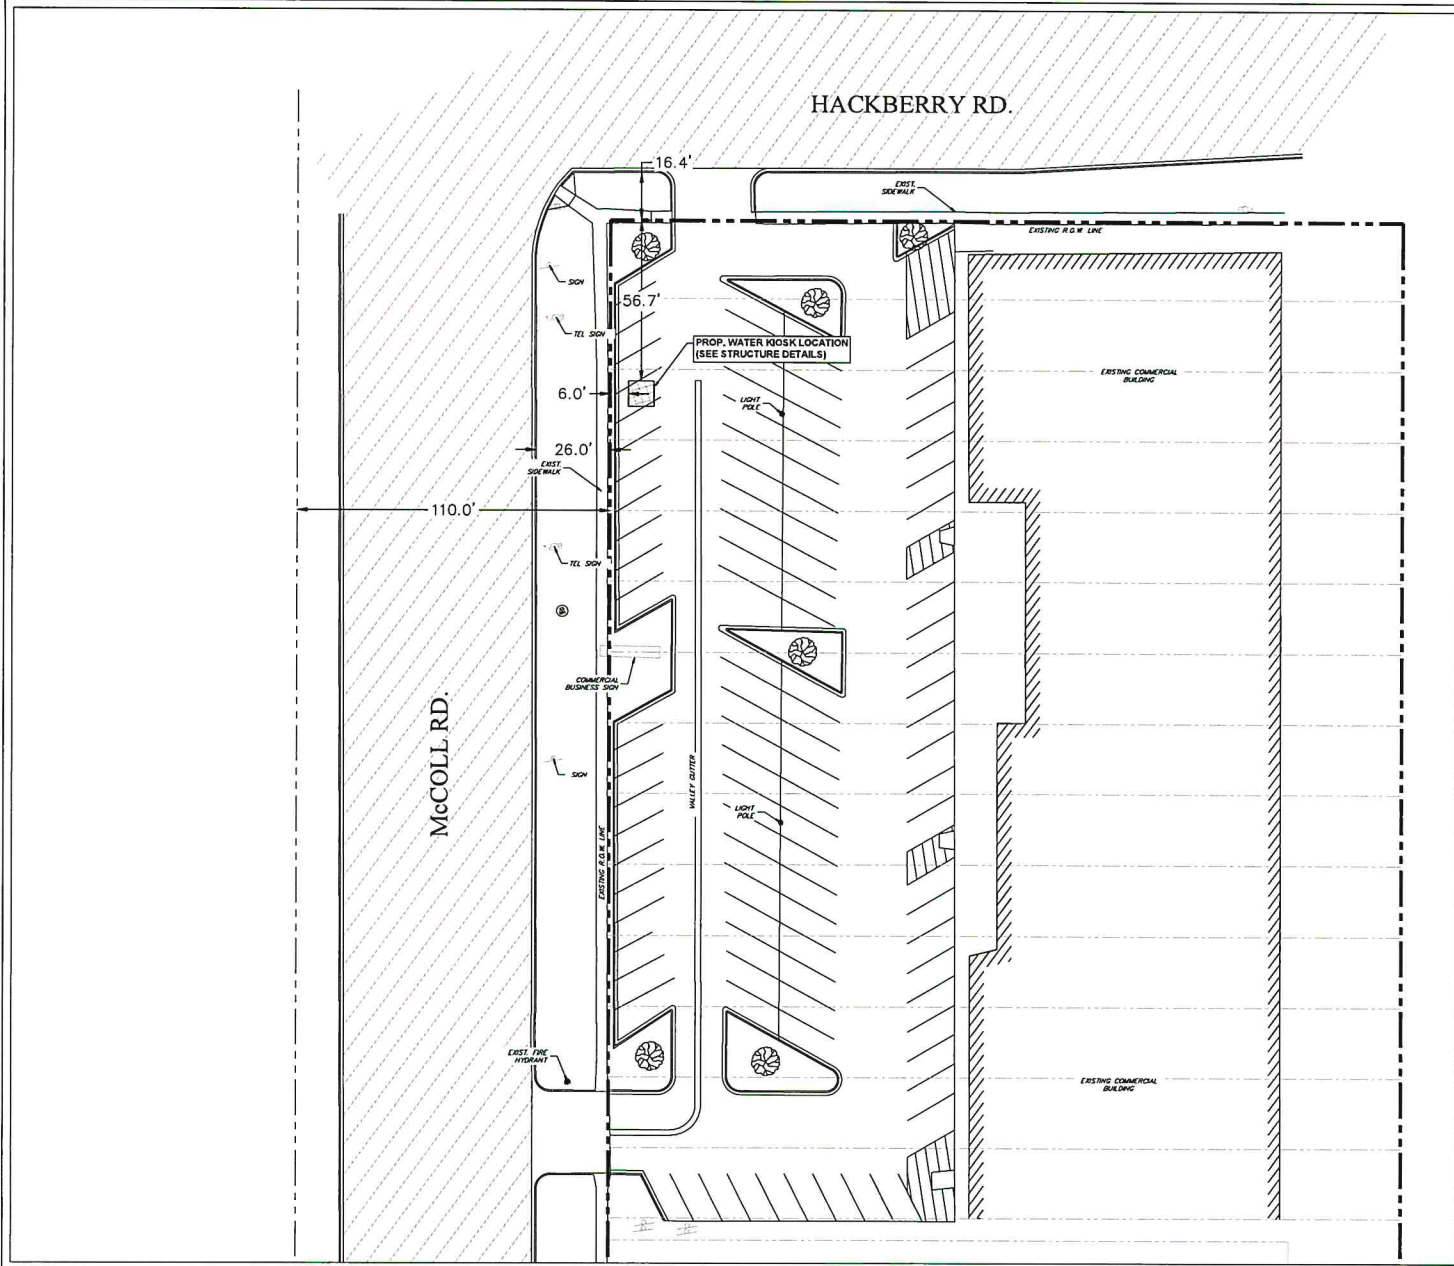 HACKBERRY RD.
16.4'
EXIST.
SIDEWALK
EXISTING R.O.W. LINE
SIGN
56.7'
TEL SIGN
PROP. WATER KIOSK LOCATION
(SEE STRUCTURE DETAILS)
EXISTING COMMERCIAL
BUILDING
6.0'
LIGHT
POLE
26.0'
EXIST.
SIDEWALK
110.0'
TEL SIGN
COMMERCIAL
BUSINESS SIGN
McCOLL RD.
SIGN
VALLEY GUTTER
LIGHT
POLE
EXISTING R.O.W. LINE
EXIST. FIRE
HYDRANT
EXISTING COMMERCIAL
BUILDING